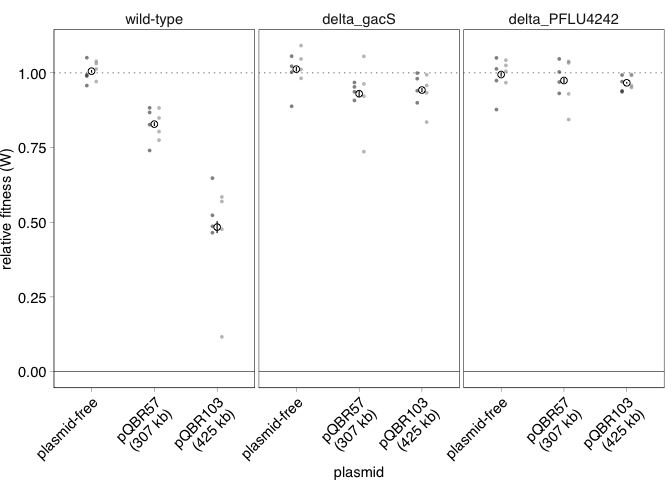 wild-type
delta_gacS
delta_PFLU4242
relative fitness (W)
1.00
0.75
0.50
0.25
0.00
plasmid-free
pQBR57
(307 kb)
pQBR103
(425 kb)
plasmid-free
pQBR57
(307 kb)
pQBR103
(425 kb)
plasmid-free
pQBR57
(307 kb)
pQBR103
(425 kb)
plasmid